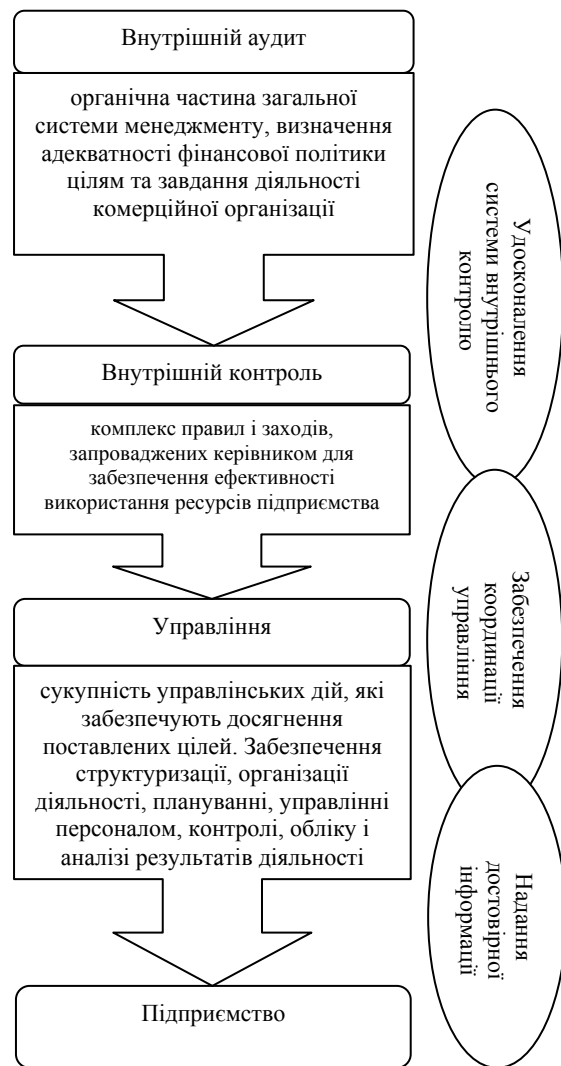 Внутрішній аудит
органічна частина загальної
системи менеджменту, визначення
адекватності фінансової політики
цілям та завдання діяльності
комерційної організації
Внутрішній контроль
комплекс правил і заходів,
запроваджених керівником для
забезпечення ефективності
використання ресурсів підприємства
Управління
сукупність управлінських дій, які
забезпечують досягнення
поставлених цілей. Забезпечення
структуризації, організації
діяльності, плануванні, управлінні
персоналом, контролі, обліку і
аналізі результатів діяльності
Підприємство
Удосконалення
системи внутрішнього
контролю
Забезпечення
координації
управління
Надання
достовірної
інформації